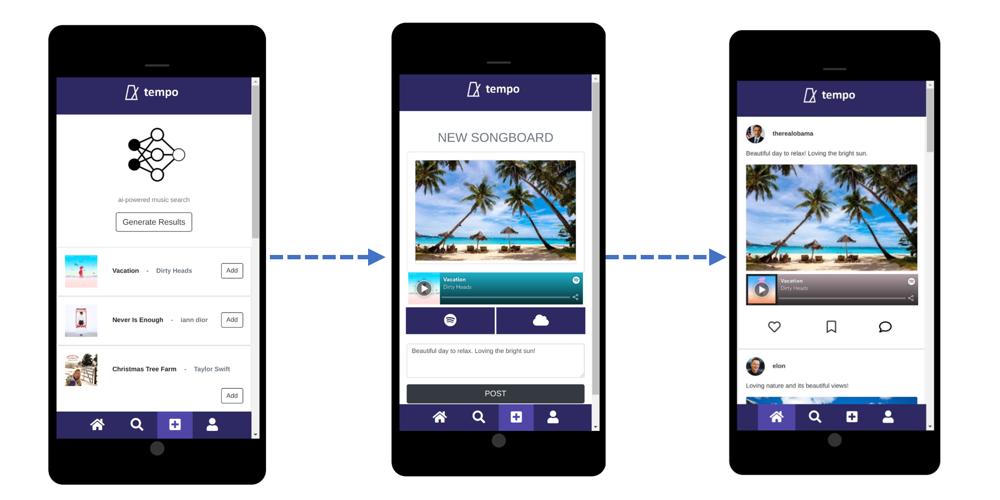 tempo
ai-powered music search
Generate Results
Vacation - Dirty Heads Add
Never Is Enough - iann dior Add
Christmas Tree Farm - Taylor Swift
Add
tempo
NEW SONGBOARD
Vacation
Dirty Heads
Beautiful day to relax. Loving the bright sun!
POST
tempo
therealobama
Beautiful day to relax! Loving the bright sun.
Vacation
Dirty Heads
elon
Loving nature and its beautiful views!